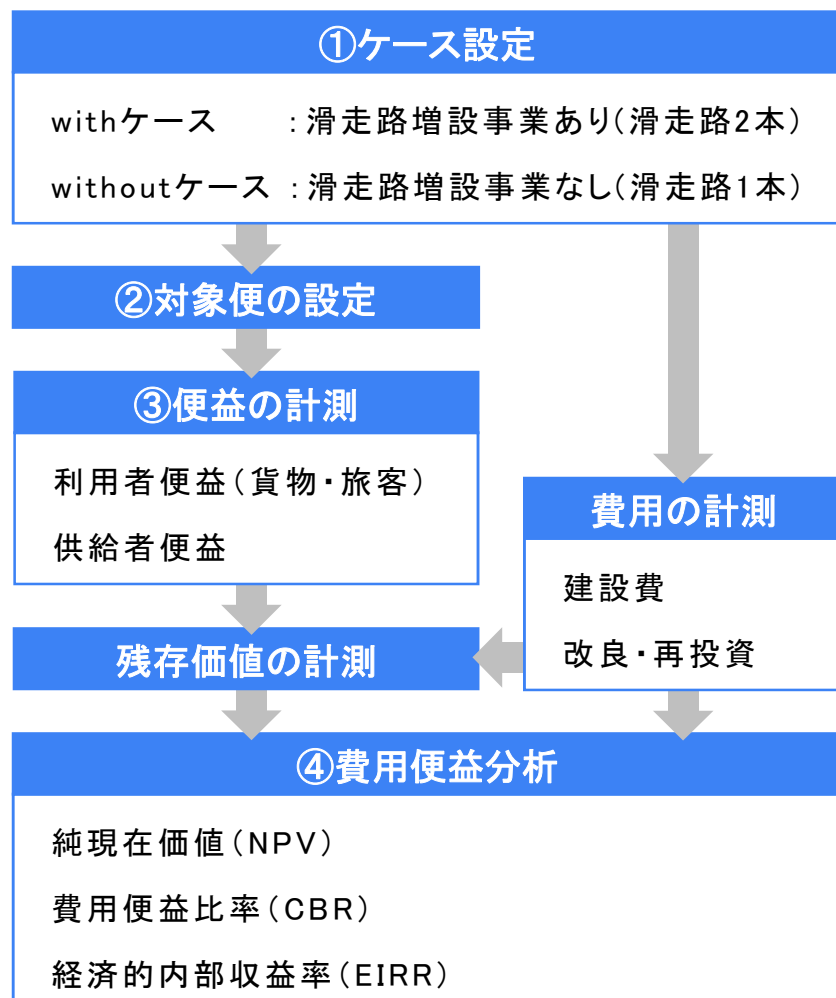 ①ケース設定
withケース　　：滑走路増設事業あり（滑走路2本）
withoutケース：滑走路増設事業なし（滑走路1本）
②対象便の設定
③便益の計測
利用者便益（貨物・旅客）
供給者便益
費用の計測
建設費
改良・再投資
残存価値の計測
④費用便益分析
純現在価値（NPV）
費用便益比率（CBR）
経済的内部収益率（EIRR）